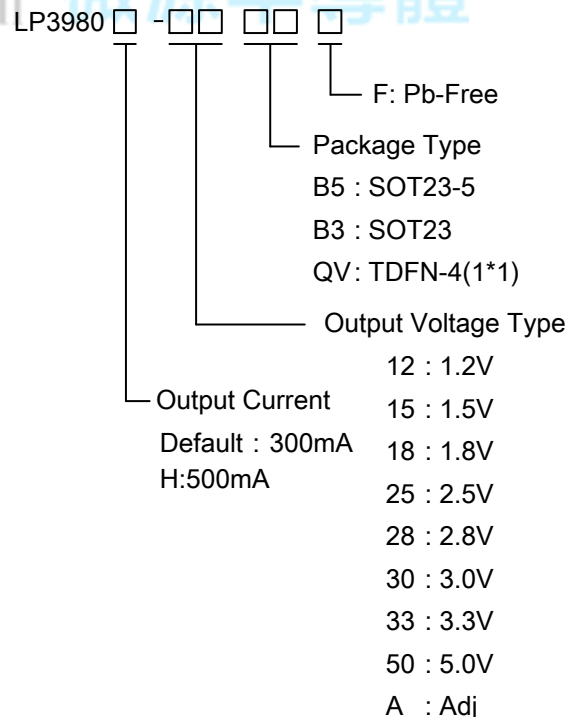 LP3980 □ -□□ □□ □
F: Pb-Free
Package Type
B5 : SOT23-5
B3 : SOT23
QV: TDFN-4(1*1)
Output Voltage Type
12 : 1.2V
15 : 1.5V
18 : 1.8V
25 : 2.5V
28 : 2.8V
30 : 3.0V
33 : 3.3V
50 : 5.0V
A : Adj
Output Current
Default : 300mA
H:500mA